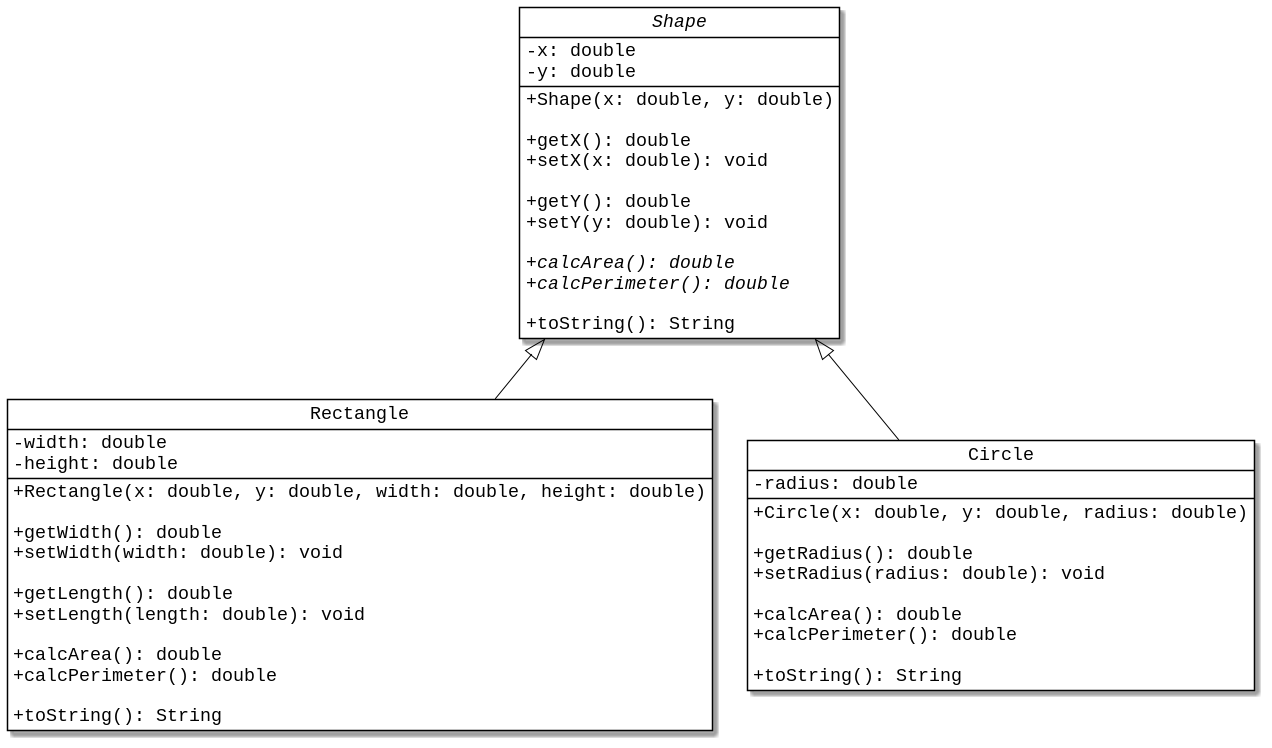 Shape
-x: double
-y: double
+Shape(x: double, y: double)
+getX(): double
+setX(x: double): void
+getY(): double
+setY(y: double): void
+calcArea(): double
+calcPerimeter(): double
+toString(): String
Rectangle
-width: double
-height: double
+Rectangle(x: double, y: double, width: double, height: double)
+getWidth(): double
+setWidth(width: double): void
+getLength(): double
+setLength(length: double): void
+calcArea(): double
+calcPerimeter(): double
+toString(): String
Circle
-radius: double
+Circle(x: double, y: double, radius: double)
+getRadius(): double
+setRadius(radius: double): void
+calcArea(): double
+calcPerimeter(): double
+toString(): String